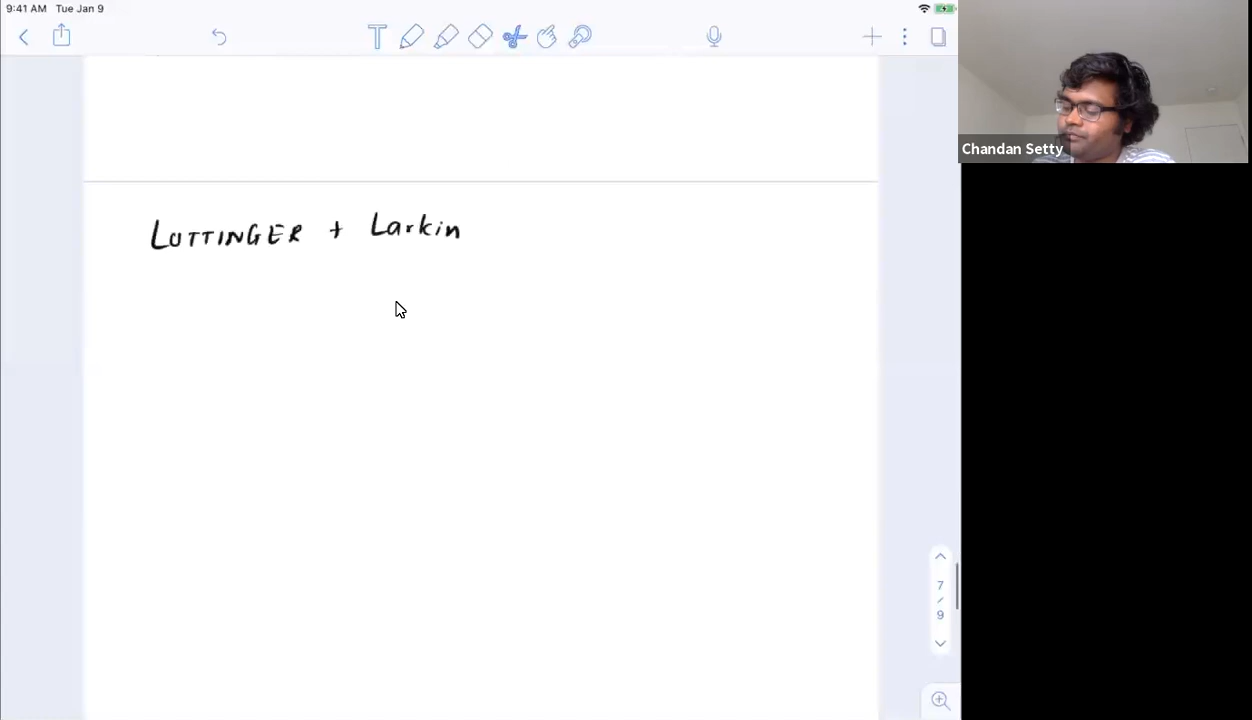 9:41 AM Tue Jan 9
Chandan Setty
LUTTINGER + Larkin
7
/
9